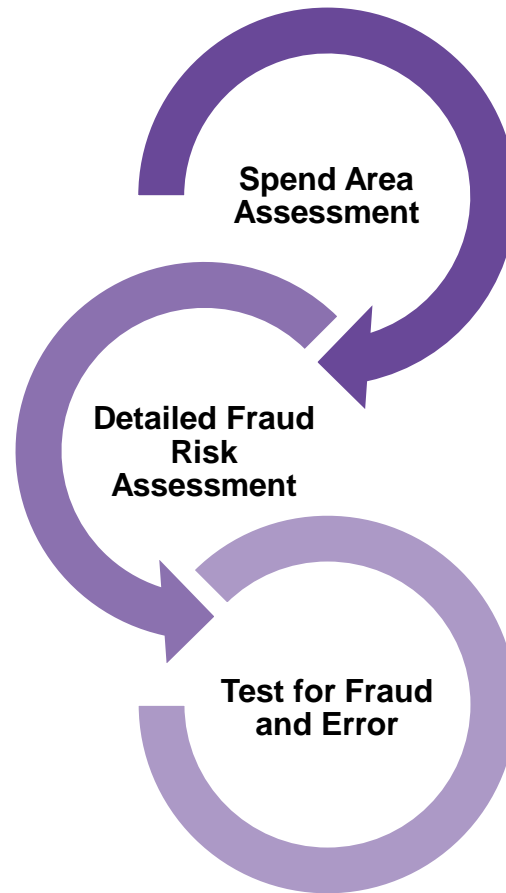 Spend Area
Assessment
Detailed Fraud
Risk
Assessment
Test for Fraud
and Error